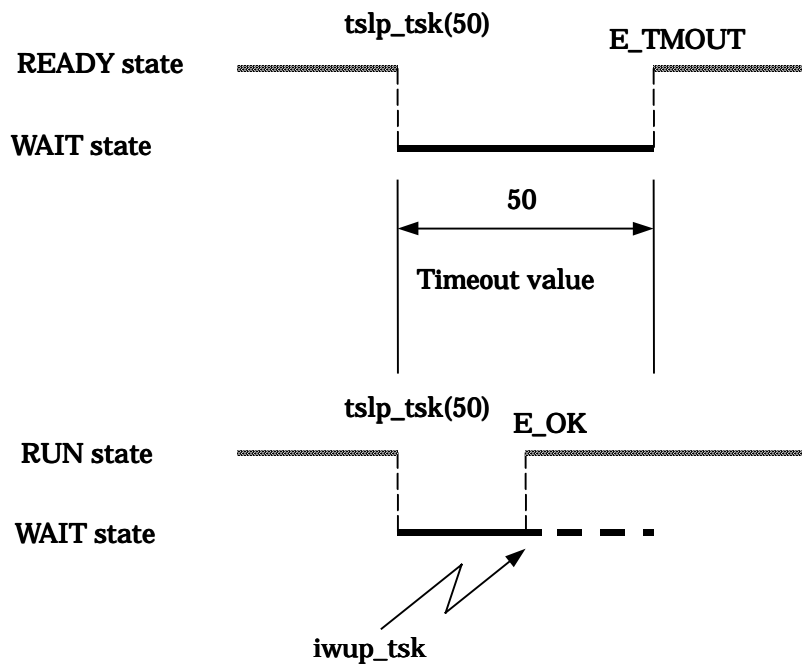 tslp_tsk(50)
E_TMOUT
READY state
WAIT state
50
Timeout value
tslp_tsk(50)
E_OK
RUN state
WAIT state
iwup_tsk